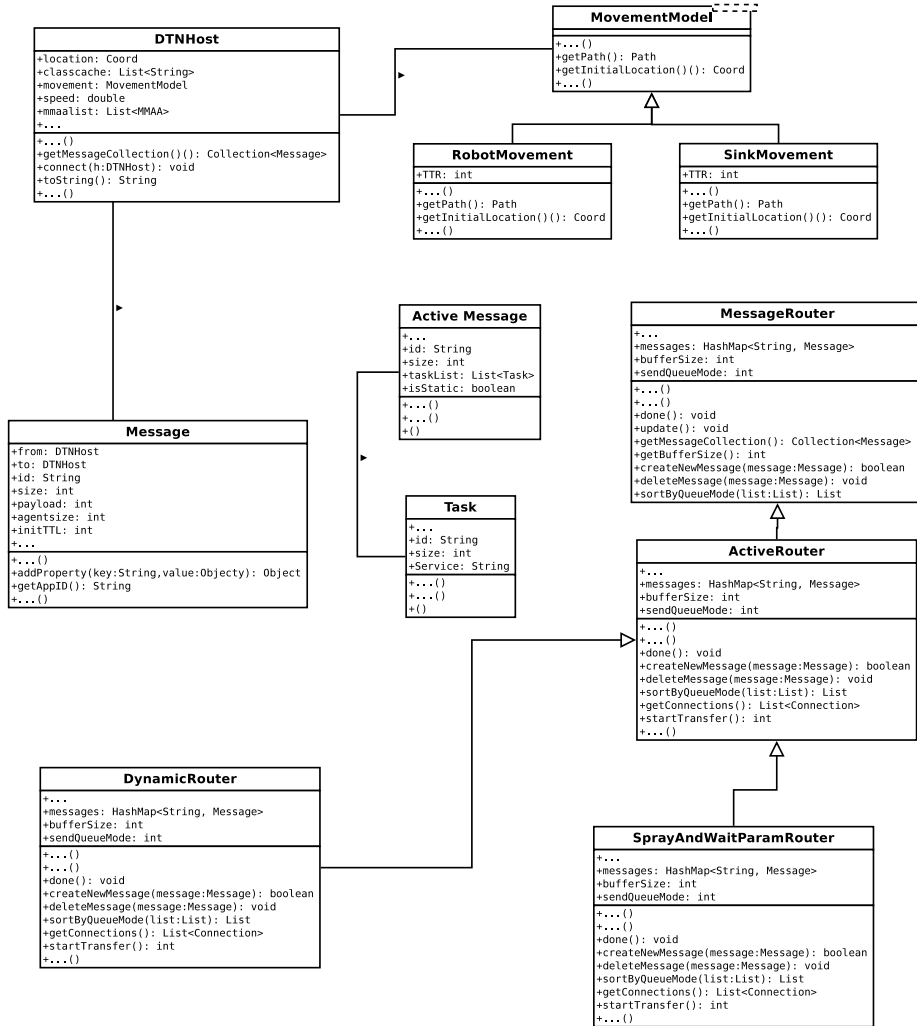 DTNHost
+location: Coord
+classcache: List<String>
+movement: MovementModel
+speed: double
+mmaalist: List<MMAA>
+...
+...()
+getMessageCollection()(): Collection<Message>
+connect(h:DTNHost): void
+toString(): String
+...()
MovementModel
+...()
+getPath(): Path
+getInitialLocation()(): Coord
+...()
RobotMovement
+TTR: int
+...()
+getPath(): Path
+getInitialLocation()(): Coord
+...()
SinkMovement
+TTR: int
+...()
+getPath(): Path
+getInitialLocation()(): Coord
+...()
Active Message
+...
+id: String
+size: int
+taskList: List<Task>
+isStatic: boolean
+...()
+...()
+()
MessageRouter
+...
+messages: HashMap<String, Message>
+bufferSize: int
+sendQueueMode: int
+...()
+...()
+done(): void
+update(): void
+getMessageCollection(): Collection<Message>
+getBufferSize(): int
+createNewMessage(message:Message): boolean
+deleteMessage(message:Message): void
+sortByQueueMode(list:List): List
Message
+from: DTNHost
+to: DTNHost
+id: String
+size: int
+payload: int
+agentsize: int
+initTTL: int
+...
+...()
+addProperty(key:String,value:Objecty): Object
+getAppID(): String
+...()
Task
+...
+id: String
+size: int
+Service: String
+...()
+...()
+()
ActiveRouter
+...
+messages: HashMap<String, Message>
+bufferSize: int
+sendQueueMode: int
+...()
+...()
+done(): void
+createNewMessage(message:Message): boolean
+deleteMessage(message:Message): void
+sortByQueueMode(list:List): List
+getConnections(): List<Connection>
+startTransfer(): int
+...()
DynamicRouter
+...
+messages: HashMap<String, Message>
+bufferSize: int
+sendQueueMode: int
+...()
+...()
+done(): void
+createNewMessage(message:Message): boolean
+deleteMessage(message:Message): void
+sortByQueueMode(list:List): List
+getConnections(): List<Connection>
+startTransfer(): int
+...()
SprayAndWaitParamRouter
+...
+messages: HashMap<String, Message>
+bufferSize: int
+sendQueueMode: int
+...()
+...()
+done(): void
+createNewMessage(message:Message): boolean
+deleteMessage(message:Message): void
+sortByQueueMode(list:List): List
+getConnections(): List<Connection>
+startTransfer(): int
+...()